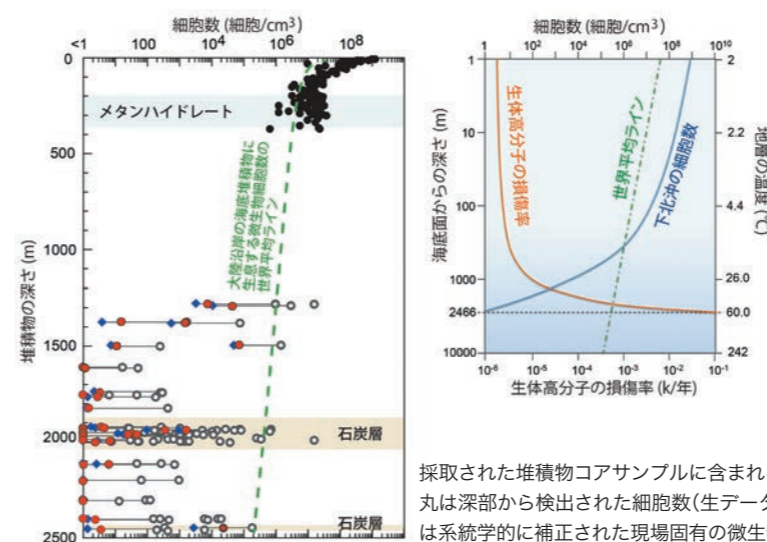 細胞数 (細胞/cm³)
<1 100 10⁴ 10⁶ 10⁸
0
500
1000
1500
2000
2500
堆積物の深さ (m)
メタンハイドレート
大陸沿岸の海底堆積物に
生息する微生物細胞数の
世界平均ライン
石炭層
石炭層
細胞数 (細胞/cm³)
1 10² 10⁴ 10⁶ 10⁸ 10¹⁰
1
10
100
1000
2466
10000
海底面からの深さ (m)
2
2.2
4.4
26.0
60.0
242
地層の温度 (℃)
生体高分子の損傷率
世界平均ライン
下北沖の細胞数
10⁻⁶ 10⁻⁵ 10⁻⁴ 10⁻³ 10⁻² 10⁻¹
生体高分子の損傷率 (k/年)
採取された堆積物コアサンプルに含まれ
丸は深部から検出された細胞数(生データ
は系統学的に補正された現場固有の微生